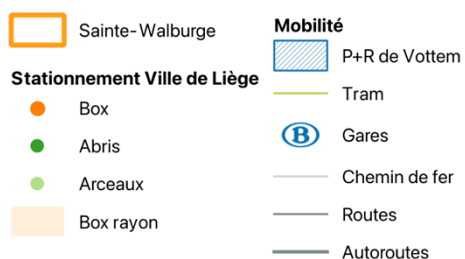 Sainte-Walburge
Stationnement Ville de Liège
Box
Abris
Arceaux
Box rayon
Mobilité
P+R de Vottem
Tram
B
Gares
Chemin de fer
Routes
Autoroutes